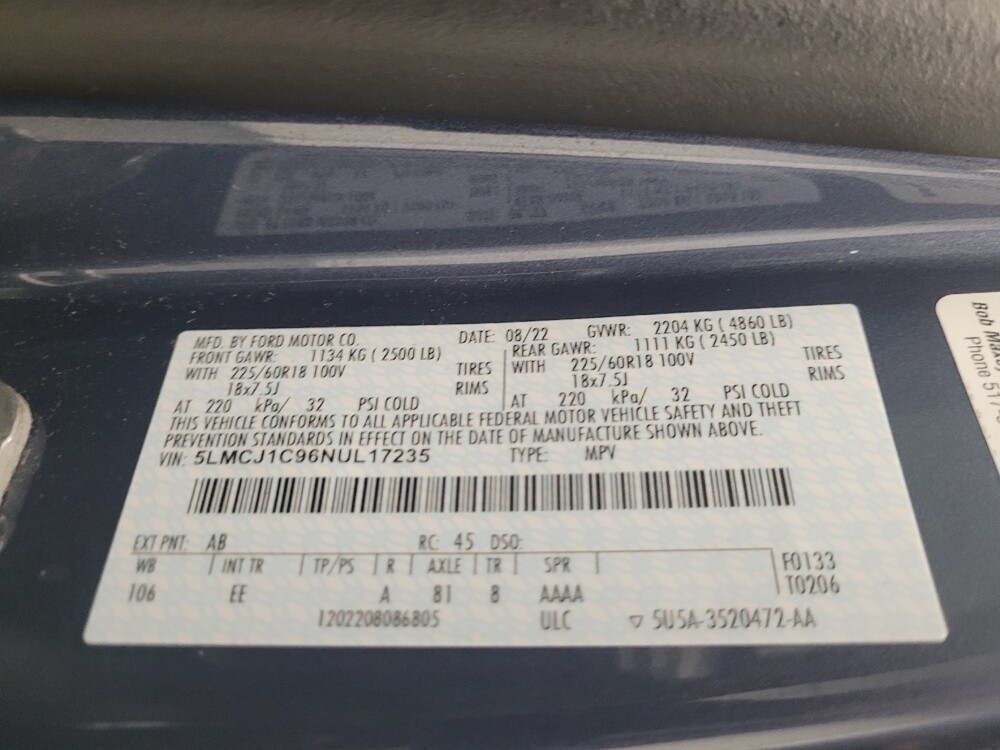 MFD. BY FORD MOTOR CO. DATE: 08/22 GVWR: 2204 KG ( 4860 LB)
FRONT GAWR: 1134 KG ( 2500 LB) REAR GAWR: 1111 KG ( 2450 LB)
WITH 225/60R18 100V TIRES WITH 225/60R18 100V TIRES
18x7.5J RIMS 18x7.5J RIMS
AT 220 kPa/ 32 PSI COLD AT 220 kPa/ 32 PSI COLD
THIS VEHICLE CONFORMS TO ALL APPLICABLE FEDERAL MOTOR VEHICLE SAFETY AND THEFT
PREVENTION STANDARDS IN EFFECT ON THE DATE OF MANUFACTURE SHOWN ABOVE.
VIN: 5LMCJ1C96NUL17235 TYPE: MPV
EXT PNT: AB RC: 45 DSO:
WB INT TR TP/PS R AXLE TR SPR F0133
106 EE A 81 8 AAAA T0206
1202208086805 ULC ▽ 5U5A-3520472-AA
Bob
Phone 517